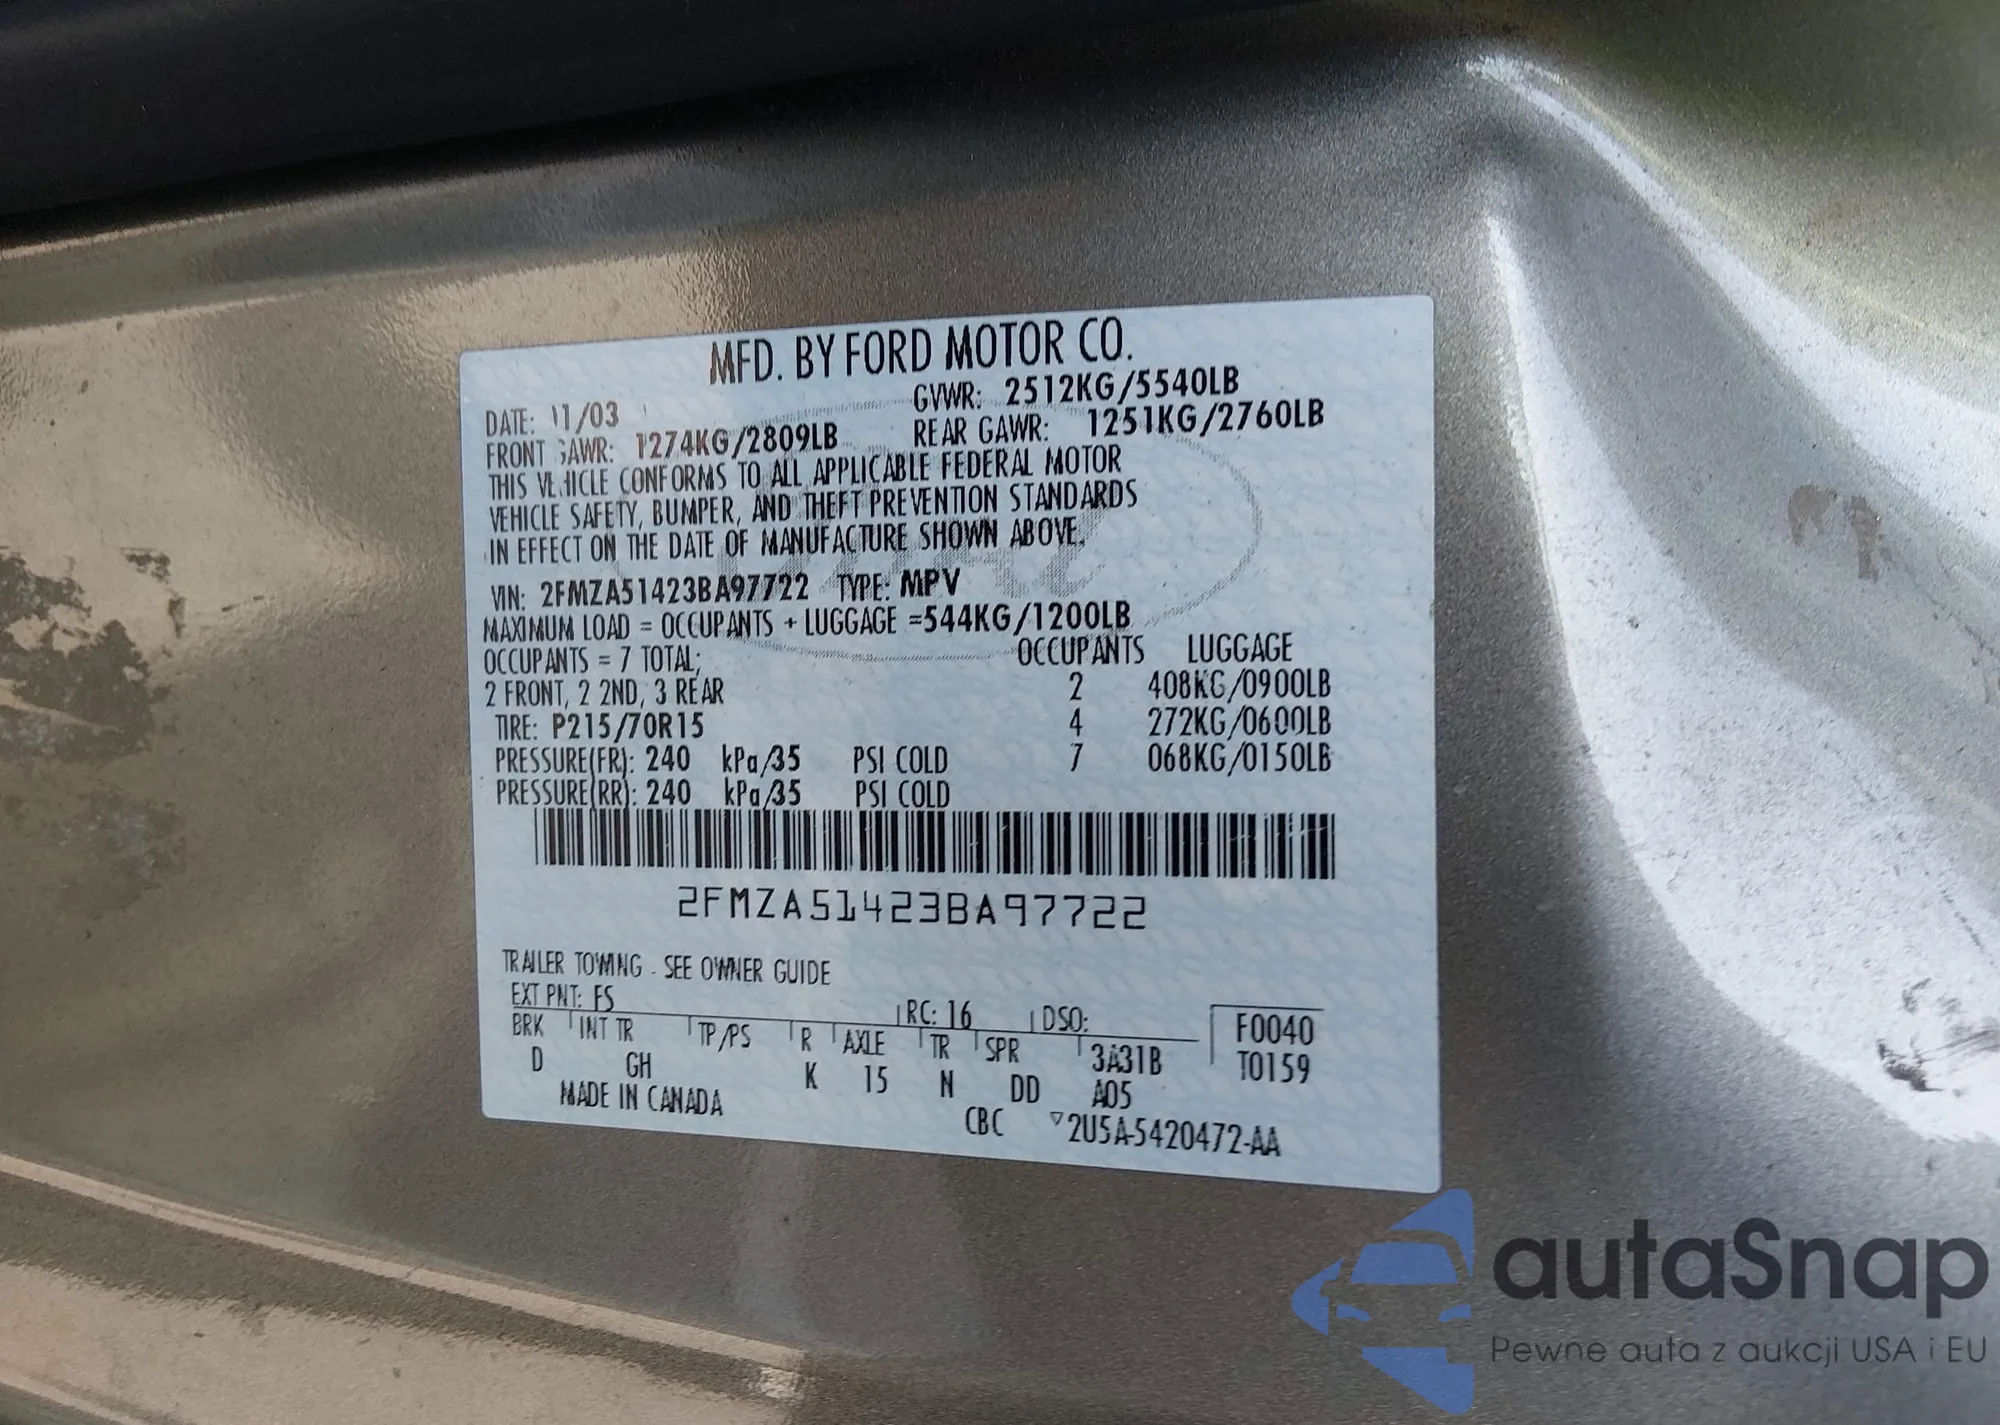 MFD. BY FORD MOTOR CO.
DATE: 11/03 GVWR: 2512KG/5540LB
FRONT GAWR: 1274KG/2809LB REAR GAWR: 1251KG/2760LB
THIS VEHICLE CONFORMS TO ALL APPLICABLE FEDERAL MOTOR
VEHICLE SAFETY, BUMPER, AND THEFT PREVENTION STANDARDS
IN EFFECT ON THE DATE OF MANUFACTURE SHOWN ABOVE.
VIN: 2FMZA51423BA97722 TYPE: MPV
MAXIMUM LOAD = OCCUPANTS + LUGGAGE =544KG/1200LB
OCCUPANTS = 7 TOTAL; OCCUPANTS LUGGAGE
2 FRONT, 2 2ND, 3 REAR 2 408KG/0900LB
TIRE: P215/70R15 4 272KG/0600LB
PRESSURE(FR): 240 kPa/35 PSI COLD 7 068KG/0150LB
PRESSURE(RR): 240 kPa/35 PSI COLD
2FMZA51423BA97722
TRAILER TOWING - SEE OWNER GUIDE
EXT PNT: FS RC: 16 DSO: F0040
BRK INT TR TP/PS R AXLE TR SPR 3A31B T0159
D GH K 15 N DD A05
MADE IN CANADA CBC ▽2U5A-5420472-AA
autaSnap
Pewne auta z aukcji USA i EU